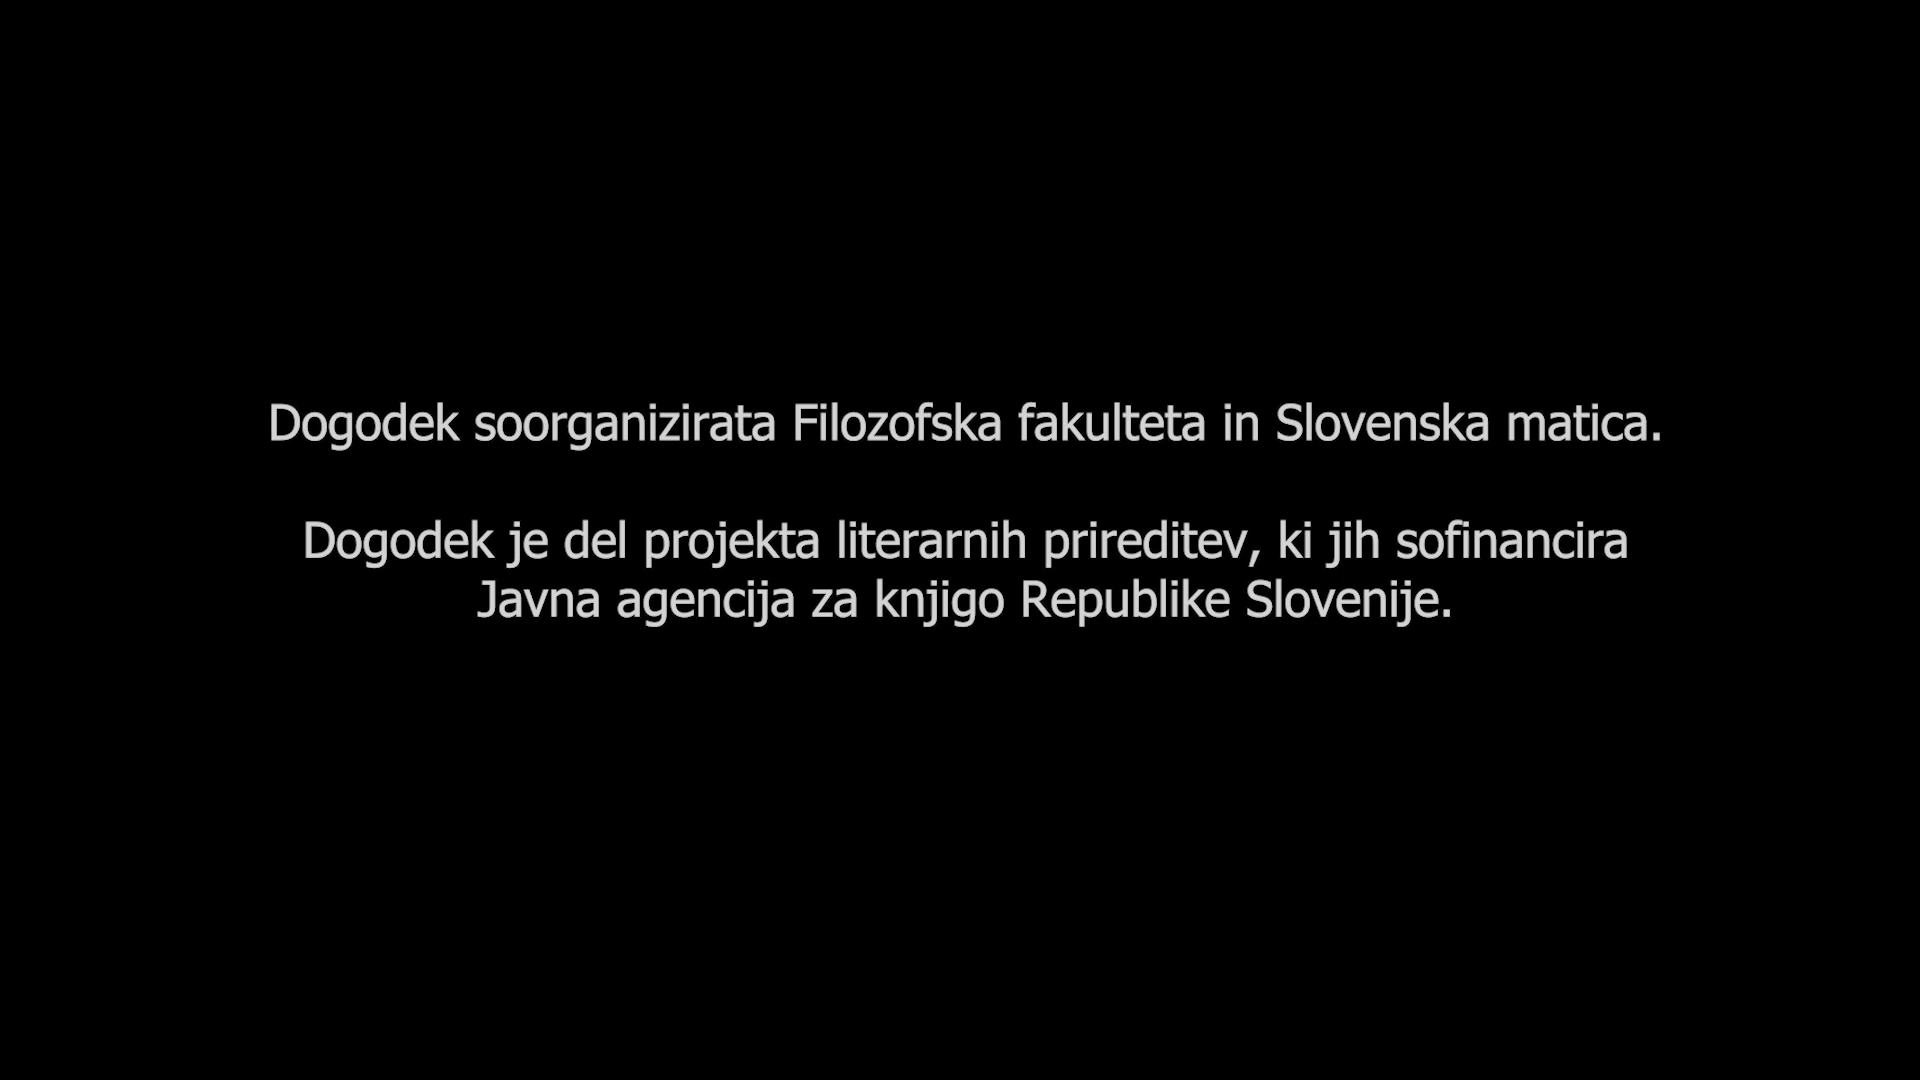 Dogodek soorganizirata Filozofska fakulteta in Slovenska matica.
Dogodek je del projekta literarnih prireditev, ki jih sofinancira
Javna agencija za knjigo Republike Slovenije.